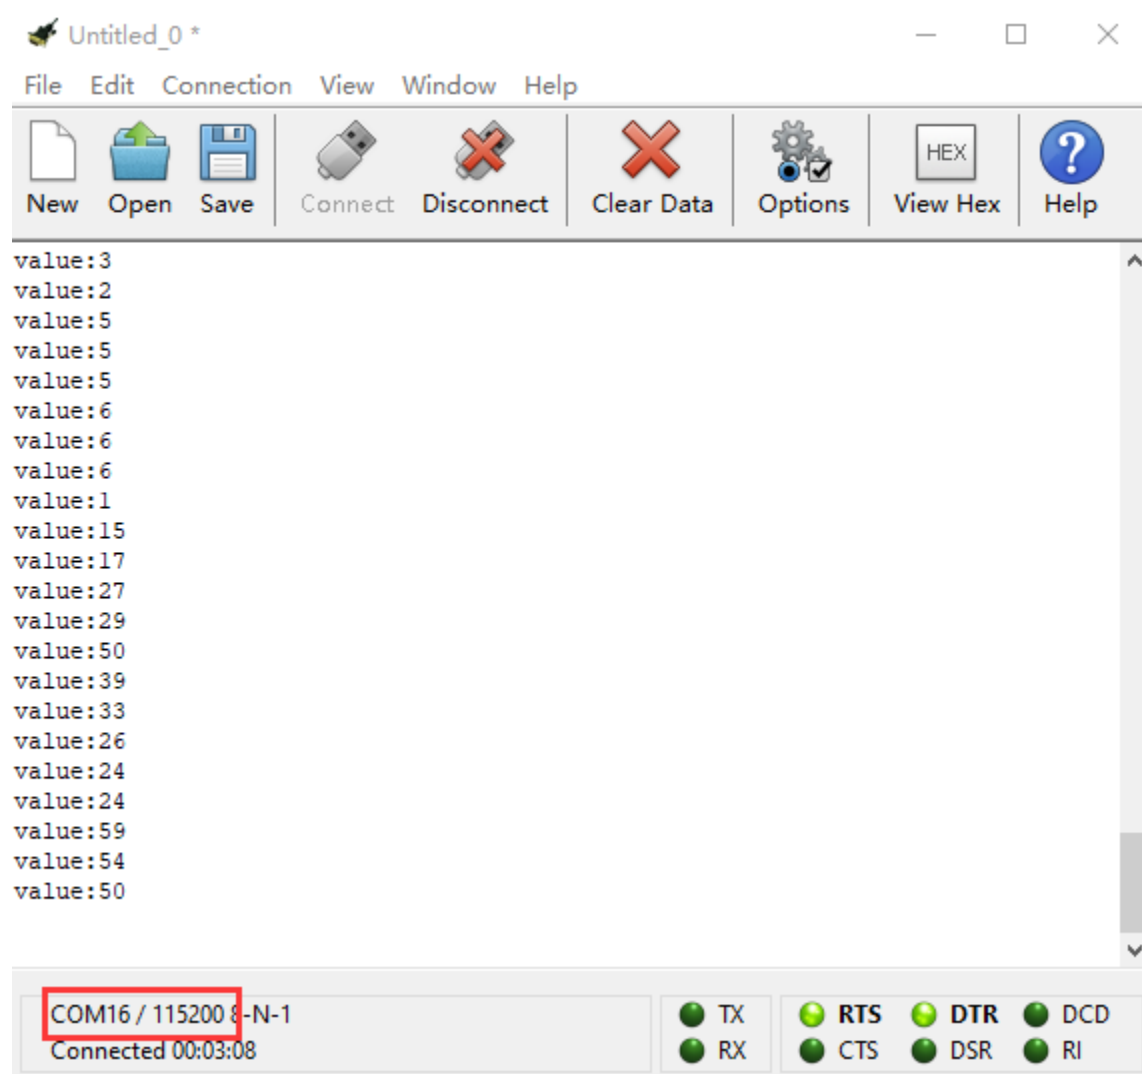 Untitled_0 *
File Edit Connection View Window Help
HEX
New Open Save Connect Disconnect Clear Data Options View Hex Help
value:3
value:2
value:5
value:5
value:5
value:6
value:6
value:6
value:1
value:15
value:17
value:27
value:29
value:50
value:39
value:33
value:26
value:24
value:24
value:59
value:54
value:50
COM16 / 115200 8-N-1 TX RTS DTR DCD
Connected 00:03:08 RX CTS DSR RI